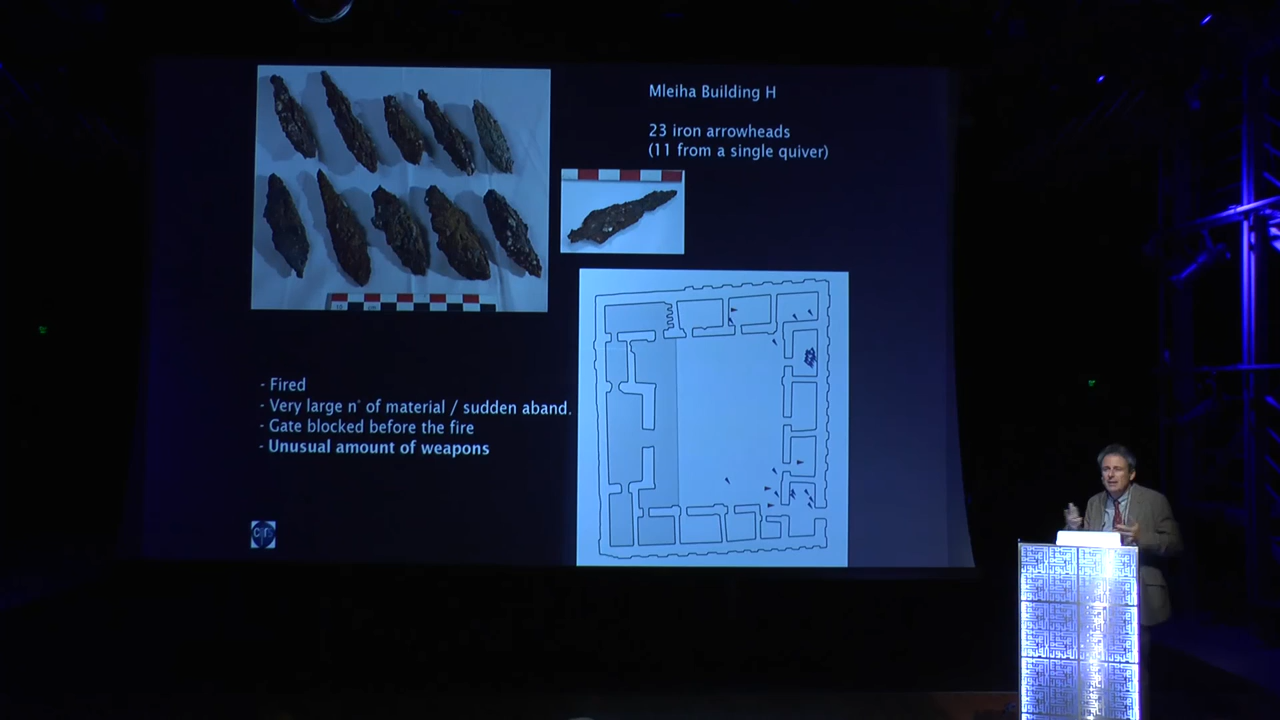 Mleiha Building H
23 iron arrowheads
(11 from a single quiver)
- Fired
- Very large n° of material / sudden aband.
- Gate blocked before the fire
- Unusual amount of weapons